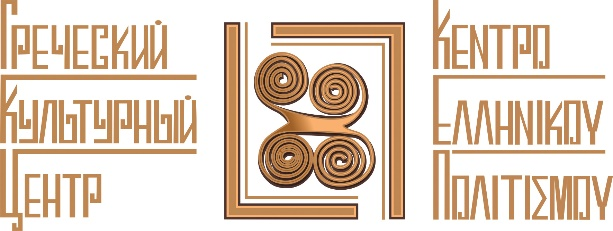 Греческий
Культурный
Центр
Κεντρο
Ελληνικου
Πολιτισμου